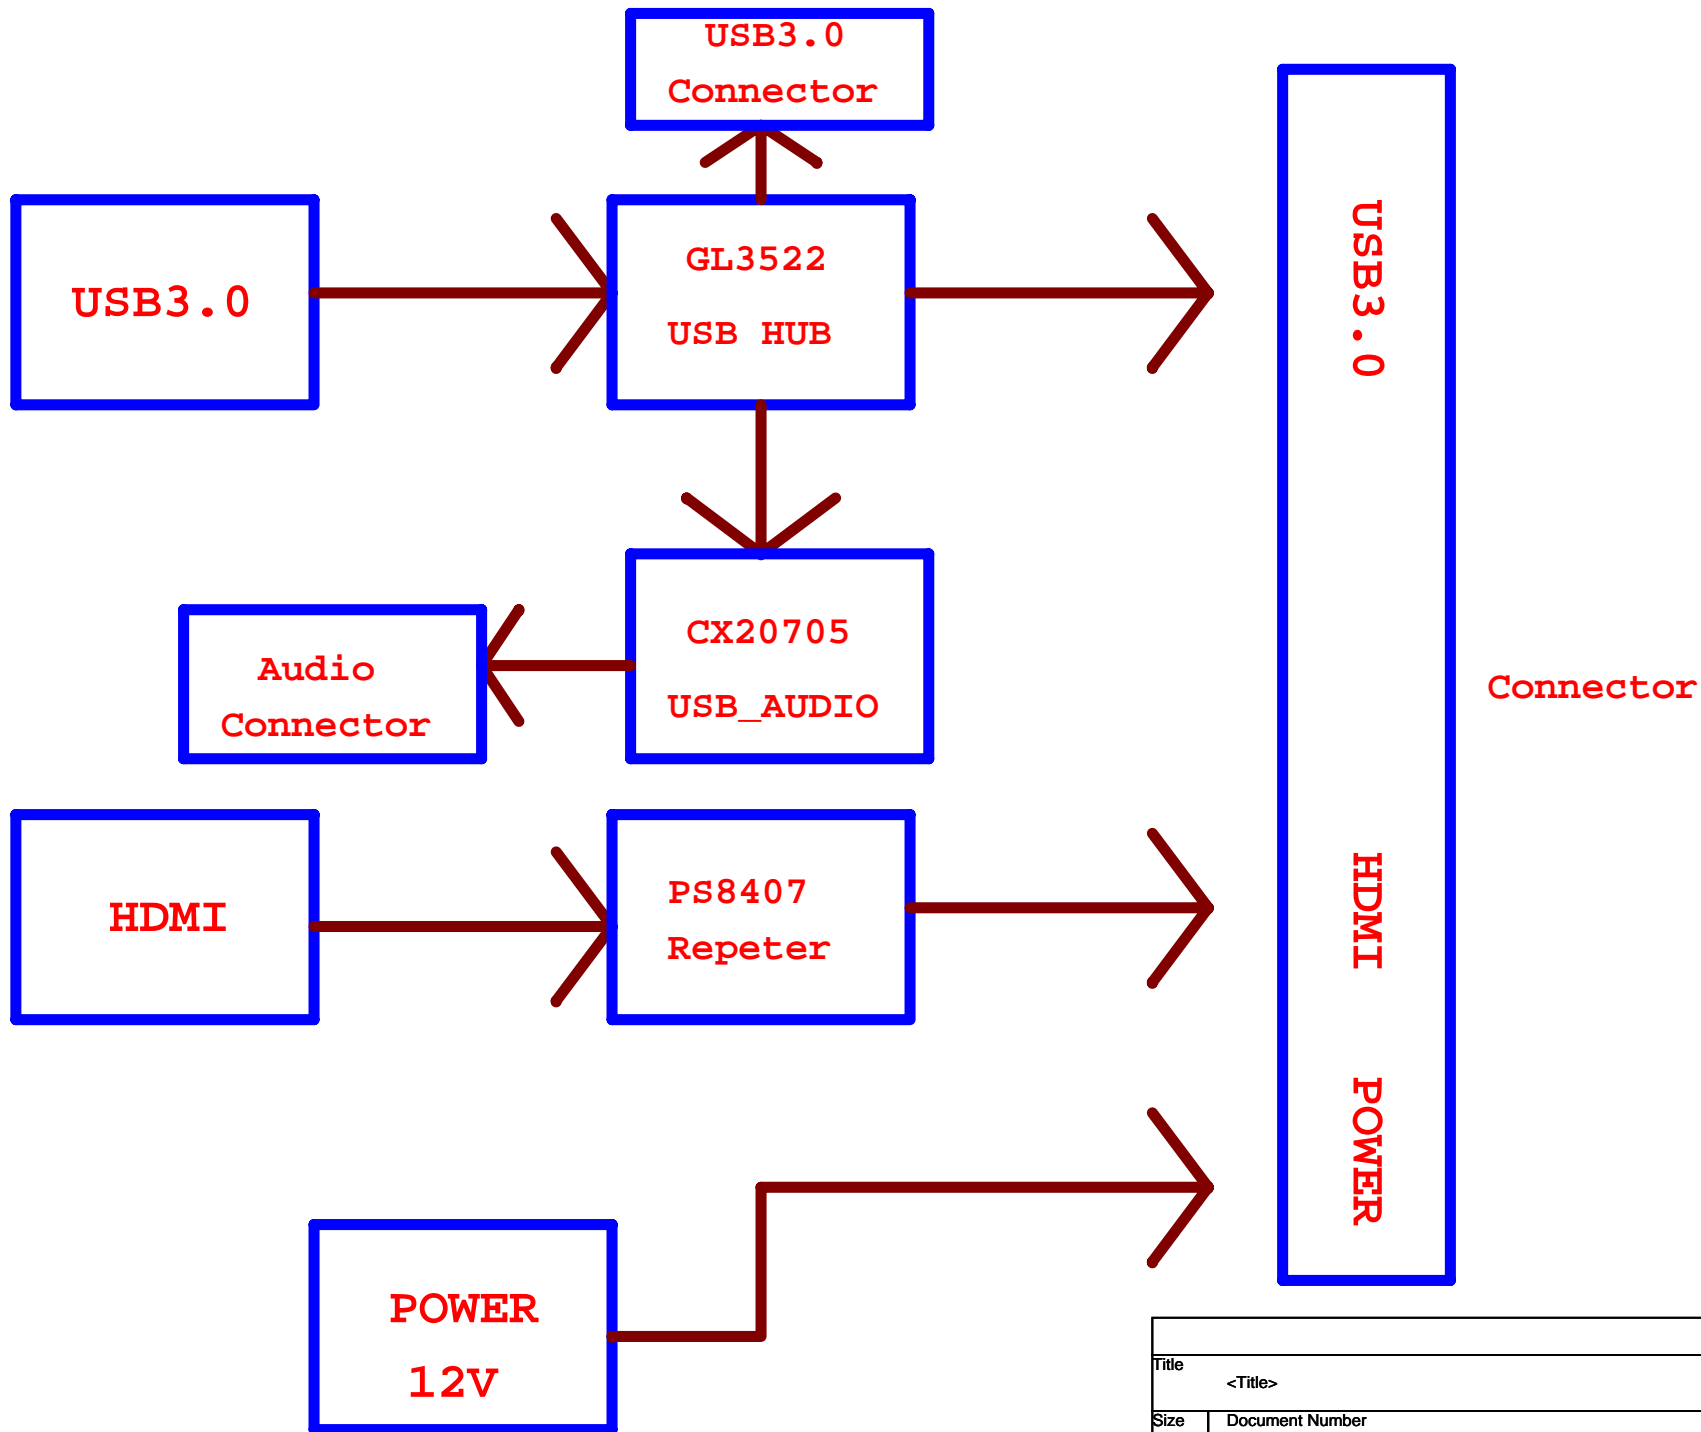 USB3.0
Connector
USB3.0
GL3522
USB HUB
USB3.0
CX20705
USB_AUDIO
Audio
Connector
Connector
HDMI
PS8407
Repeter
HDMI
POWER
POWER
12V
Title
<Title>
Size
Document Number